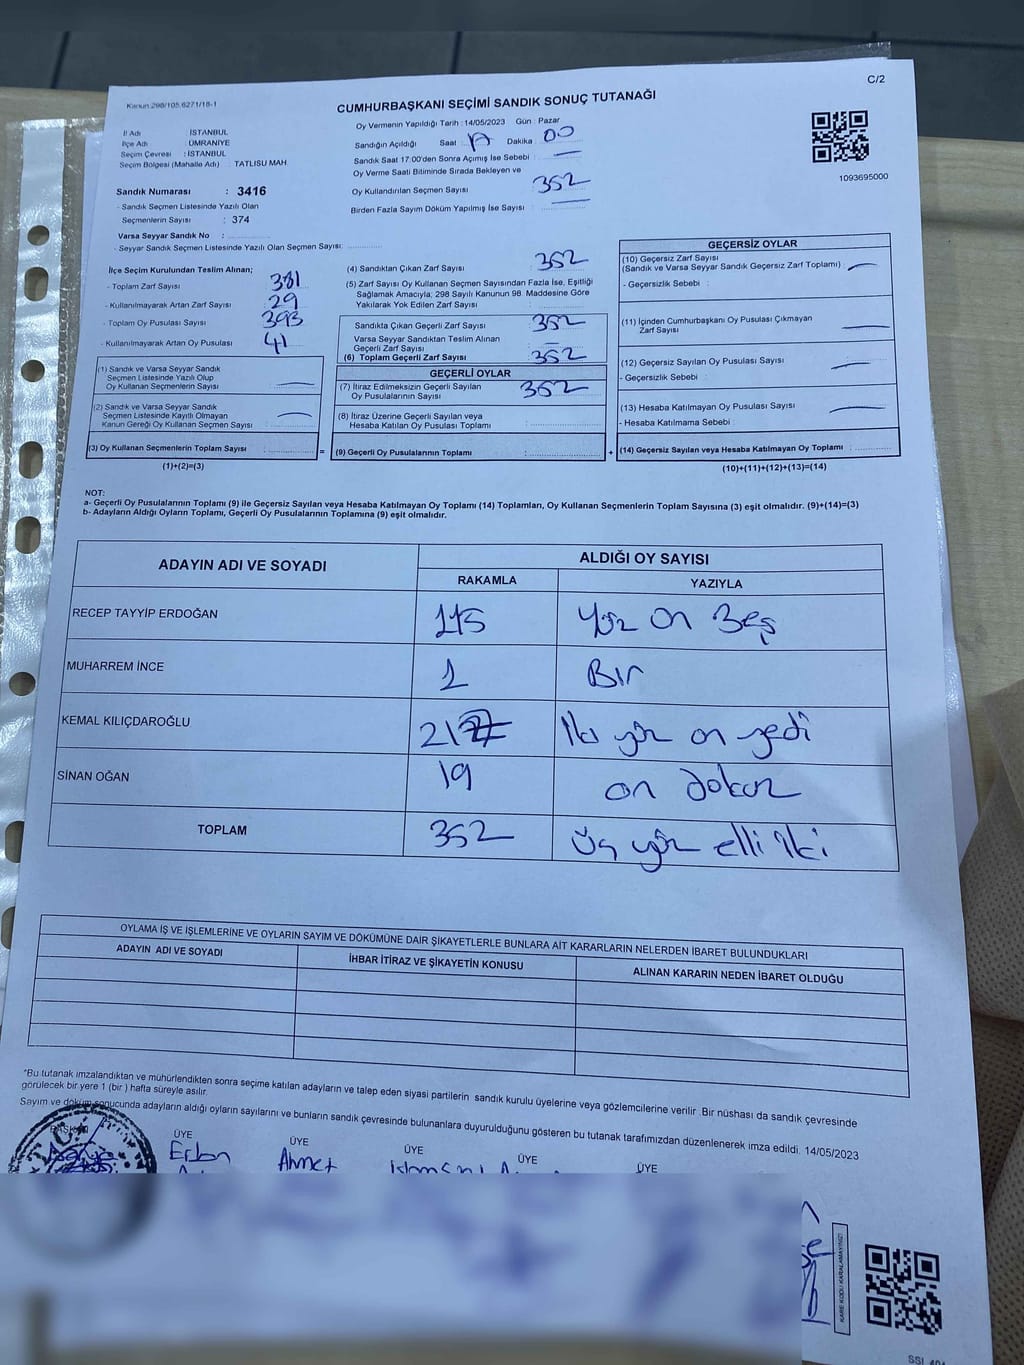 C/2
Kanun:298/105,6271/18-1
CUMHURBAŞKANI SEÇİMİ SANDIK SONUÇ TUTANAĞI
İl Adı : İSTANBUL
İlçe Adı : ÜMRANİYE
Seçim Çevresi : İSTANBUL
Seçim Bölgesi (Mahalle Adı) : TATLISU MAH.
Sandık Numarası : 3416
- Sandık Seçmen Listesinde Yazılı Olan
Seçmenlerin Sayısı : 374
Varsa Seyyar Sandık No :
- Seyyar Sandık Seçmen Listesinde Yazılı Olan Seçmen Sayısı:
Oy Vermenin Yapıldığı Tarih :14/05/2023 Gün : Pazar
Sandığın Açıldığı Saat 17 Dakika 00
Sandık Saat 17:00'den Sonra Açımış İse Sebebi :
Oy Verme Saati Bitiminde Sırada Bekleyen ve
Oy Kullandırılan Seçmen Sayısı : 352
Birden Fazla Sayım Döküm Yapılmış İse Sayısı :
1093695000
İlçe Seçim Kurulundan Teslim Alınan;
- Toplam Zarf Sayısı : 381
- Kullanılmayarak Artan Zarf Sayısı : 29
- Toplam Oy Pusulası Sayısı : 393
- Kullanılmayarak Artan Oy Pusulası : 41
(1) Sandık ve Varsa Seyyar Sandık
Seçmen Listesinde Yazılı Olup
Oy Kullanan Seçmenlerin Sayısı :
(2) Sandık ve Varsa Seyyar Sandık
Seçmen Listesinde Kayıtlı Olmayan
Kanun Gereği Oy Kullanan Seçmen Sayısı :
(3) Oy Kullanan Seçmenlerin Toplam Sayısı :
(1)+(2)=(3)
(4) Sandıktan Çıkan Zarf Sayısı : 352
(5) Zarf Sayısı Oy Kullanan Seçmen Sayısından Fazla İse, Eşitliği
Sağlamak Amacıyla; 298 Sayılı Kanunun 98. Maddesine Göre
Yakılarak Yok Edilen Zarf Sayısı :
Sandıkta Çıkan Geçerli Zarf Sayısı : 352
Varsa Seyyar Sandıktan Teslim Alınan
Geçerli Zarf Sayısı :
(6) Toplam Geçerli Zarf Sayısı : 352
GEÇERLİ OYLAR
(7) İtiraz Edilmeksizin Geçerli Sayılan
Oy Pusulalarının Sayısı : 352
(8) İtiraz Üzerine Geçerli Sayılan veya
Hesaba Katılan Oy Pusulası Toplamı :
= (9) Geçerli Oy Pusulalarının Toplamı :
GEÇERSİZ OYLAR
(10) Geçersiz Zarf Sayısı
(Sandık ve Varsa Seyyar Sandık Geçersiz Zarf Toplamı) :
- Geçersizlik Sebebi :
(11) İçinden Cumhurbaşkanı Oy Pusulası Çıkmayan
Zarf Sayısı :
(12) Geçersiz Sayılan Oy Pusulası Sayısı :
- Geçersizlik Sebebi :
(13) Hesaba Katılmayan Oy Pusulası Sayısı :
- Hesaba Katılmama Sebebi :
+ (14) Geçersiz Sayılan veya Hesaba Katılmayan Oy Toplamı :
(10)+(11)+(12)+(13)=(14)
NOT:
a- Geçerli Oy Pusulalarının Toplamı (9) ile Geçersiz Sayılan veya Hesaba Katılmayan Oy Toplamı (14) Toplamları, Oy Kullanan Seçmenlerin Toplam Sayısına (3) eşit olmalıdır. (9)+(14)=(3)
b- Adayların Aldığı Oyların Toplamı, Geçerli Oy Pusulalarının Toplamına (9) eşit olmalıdır.
ADAYIN ADI VE SOYADI ALDIĞI OY SAYISI
RAKAMLA YAZIYLA
RECEP TAYYİP ERDOĞAN 115 Yüz on Beş
MUHARREM İNCE 1 Bir
KEMAL KILIÇDAROĞLU 217 İki yüz on yedi
SİNAN OĞAN 19 on dokuz
TOPLAM 352 Üç yüz elli iki
OYLAMA İŞ VE İŞLEMLERİNE VE OYLARIN SAYIM VE DÖKÜMÜNE DAİR ŞİKAYETLERLE BUNLARA AİT KARARLARIN NELERDEN İBARET BULUNDUKLARI
ADAYIN ADI VE SOYADI İHBAR İTİRAZ VE ŞİKAYETİN KONUSU ALINAN KARARIN NEDEN İBARET OLDUĞU
*Bu tutanak imzalandıktan ve mühürlendikten sonra seçime katılan adayların ve talep eden siyasi partilerin sandık kurulu üyelerine veya gözlemcilerine verilir .Bir nüshası da sandık çevresinde
görülecek bir yere 1 (bir ) hafta süreyle asılır.
Sayım ve döküm sonucunda adayların aldığı oyların sayılarını ve bunların sandık çevresinde bulunanlara duyurulduğunu gösteren bu tutanak tarafımızdan düzenlenerek imza edildi. 14/05/2023
BAŞKAN ÜYE ÜYE ÜYE ÜYE ÜYE
Ahmet
KARE KODU KARALAMAYINIZ!